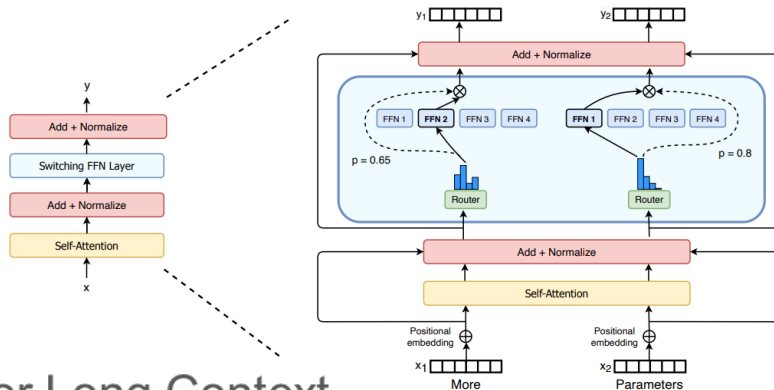 y
Add + Normalize
Switching FFN Layer
Add + Normalize
Self-Attention
x
y1 y2
Add + Normalize
FFN 1 FFN 2 FFN 3 FFN 4 FFN 1 FFN 2 FFN 3 FFN 4
p = 0.65 p = 0.8
Router Router
Add + Normalize
Self-Attention
Positional embedding Positional embedding
x1 x2
More Parameters
Long Context